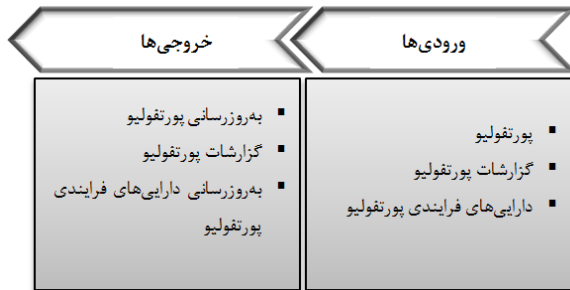 ورودی‌ها
پورتفولیو
گزارشات پورتفولیو
دارایی‌های فرایندی پورتفولیو
خروجی‌ها
به‌روزرسانی پورتفولیو
گزارشات پورتفولیو
به‌روزرسانی دارایی‌های فرایندی
پورتفولیو